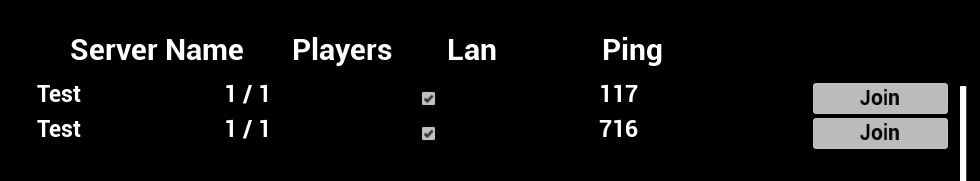 Server Name Players Lan Ping
Test 1 / 1 117 Join
Test 1 / 1 716 Join